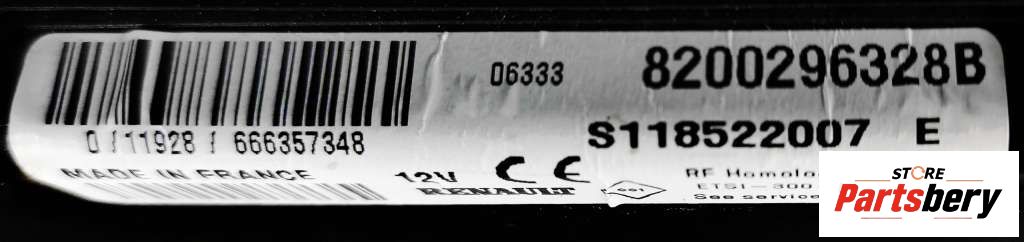 06333 8200296328B
S118522007 E
0/11928/ 666357348
MADE IN FRANCE
12V CE
RENAULT
RF
ETSI-300
See service
STORE
Partsbery